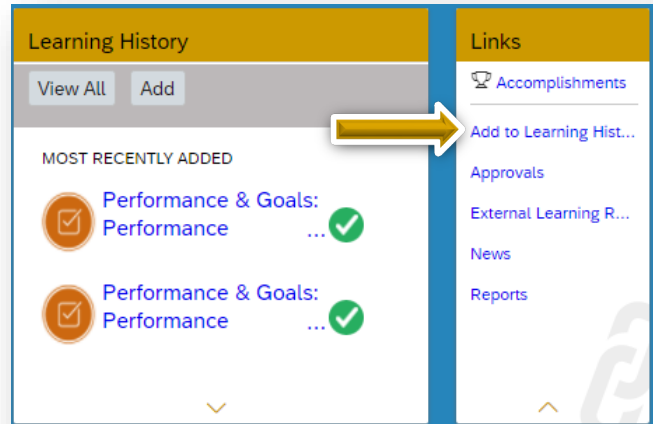 Learning History
View All Add
MOST RECENTLY ADDED
Performance & Goals:
Performance ...
Performance & Goals:
Performance ...
Links
Accomplishments
Add to Learning Hist...
Approvals
External Learning R...
News
Reports